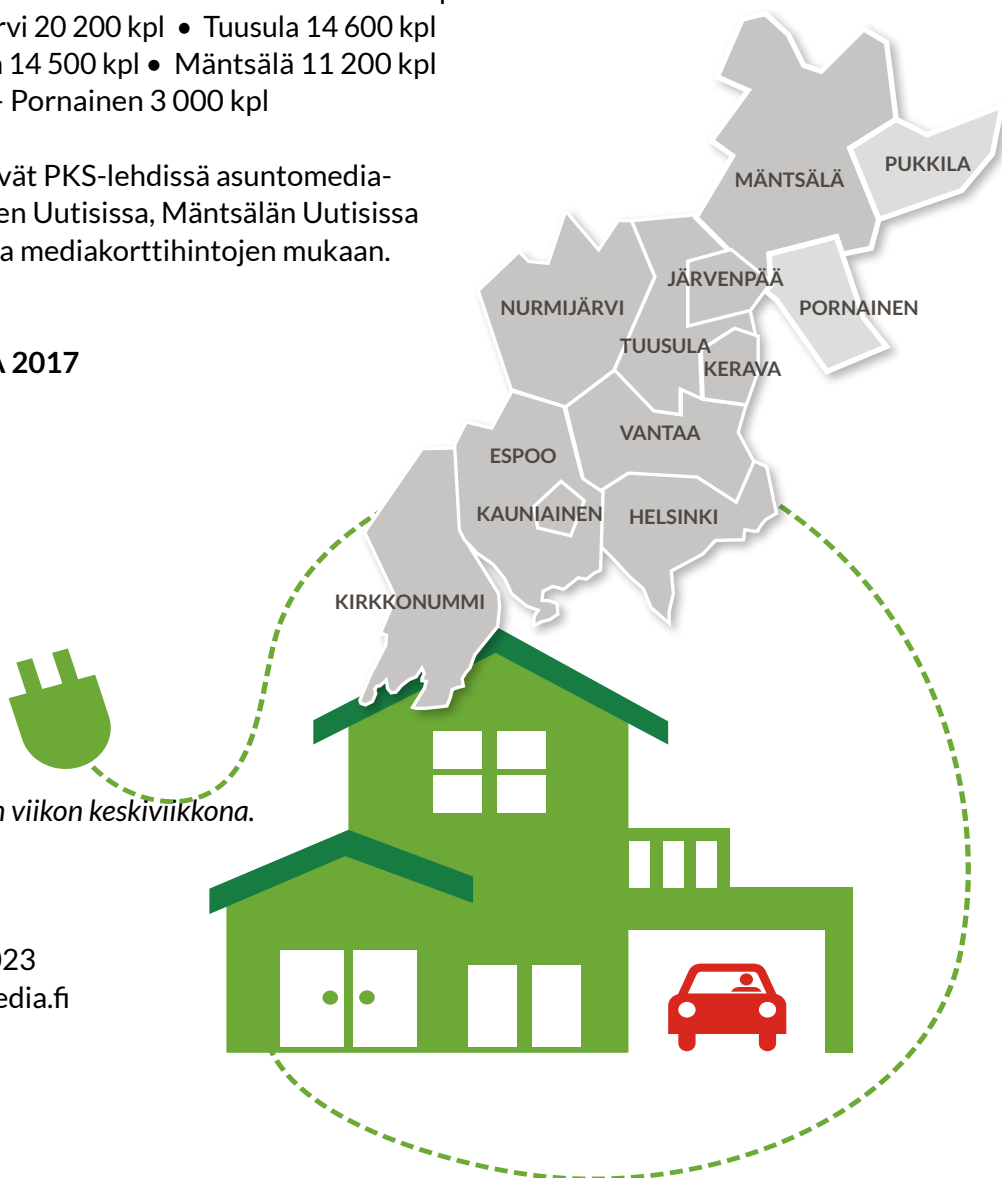 rvi 20 200 kpl • Tuusula 14 600 kpl
14 500 kpl • Mäntsälä 11 200 kpl
- Pornainen 3 000 kpl
vät PKS-lehdissä asuntomedia-
en Uutisissa, Mäntsälän Uutisissa
a mediakorttihintojen mukaan.
A 2017
n viikon keskiviikkona.
023
edia.fi
MÄNTSÄLÄ
PUKKILA
JÄRVENPÄÄ
NURMIJÄRVI
PORNAINEN
TUUSULA
KERAVA
VANTAA
ESPOO
KAUNIAINEN
HELSINKI
KIRKKONUMMI